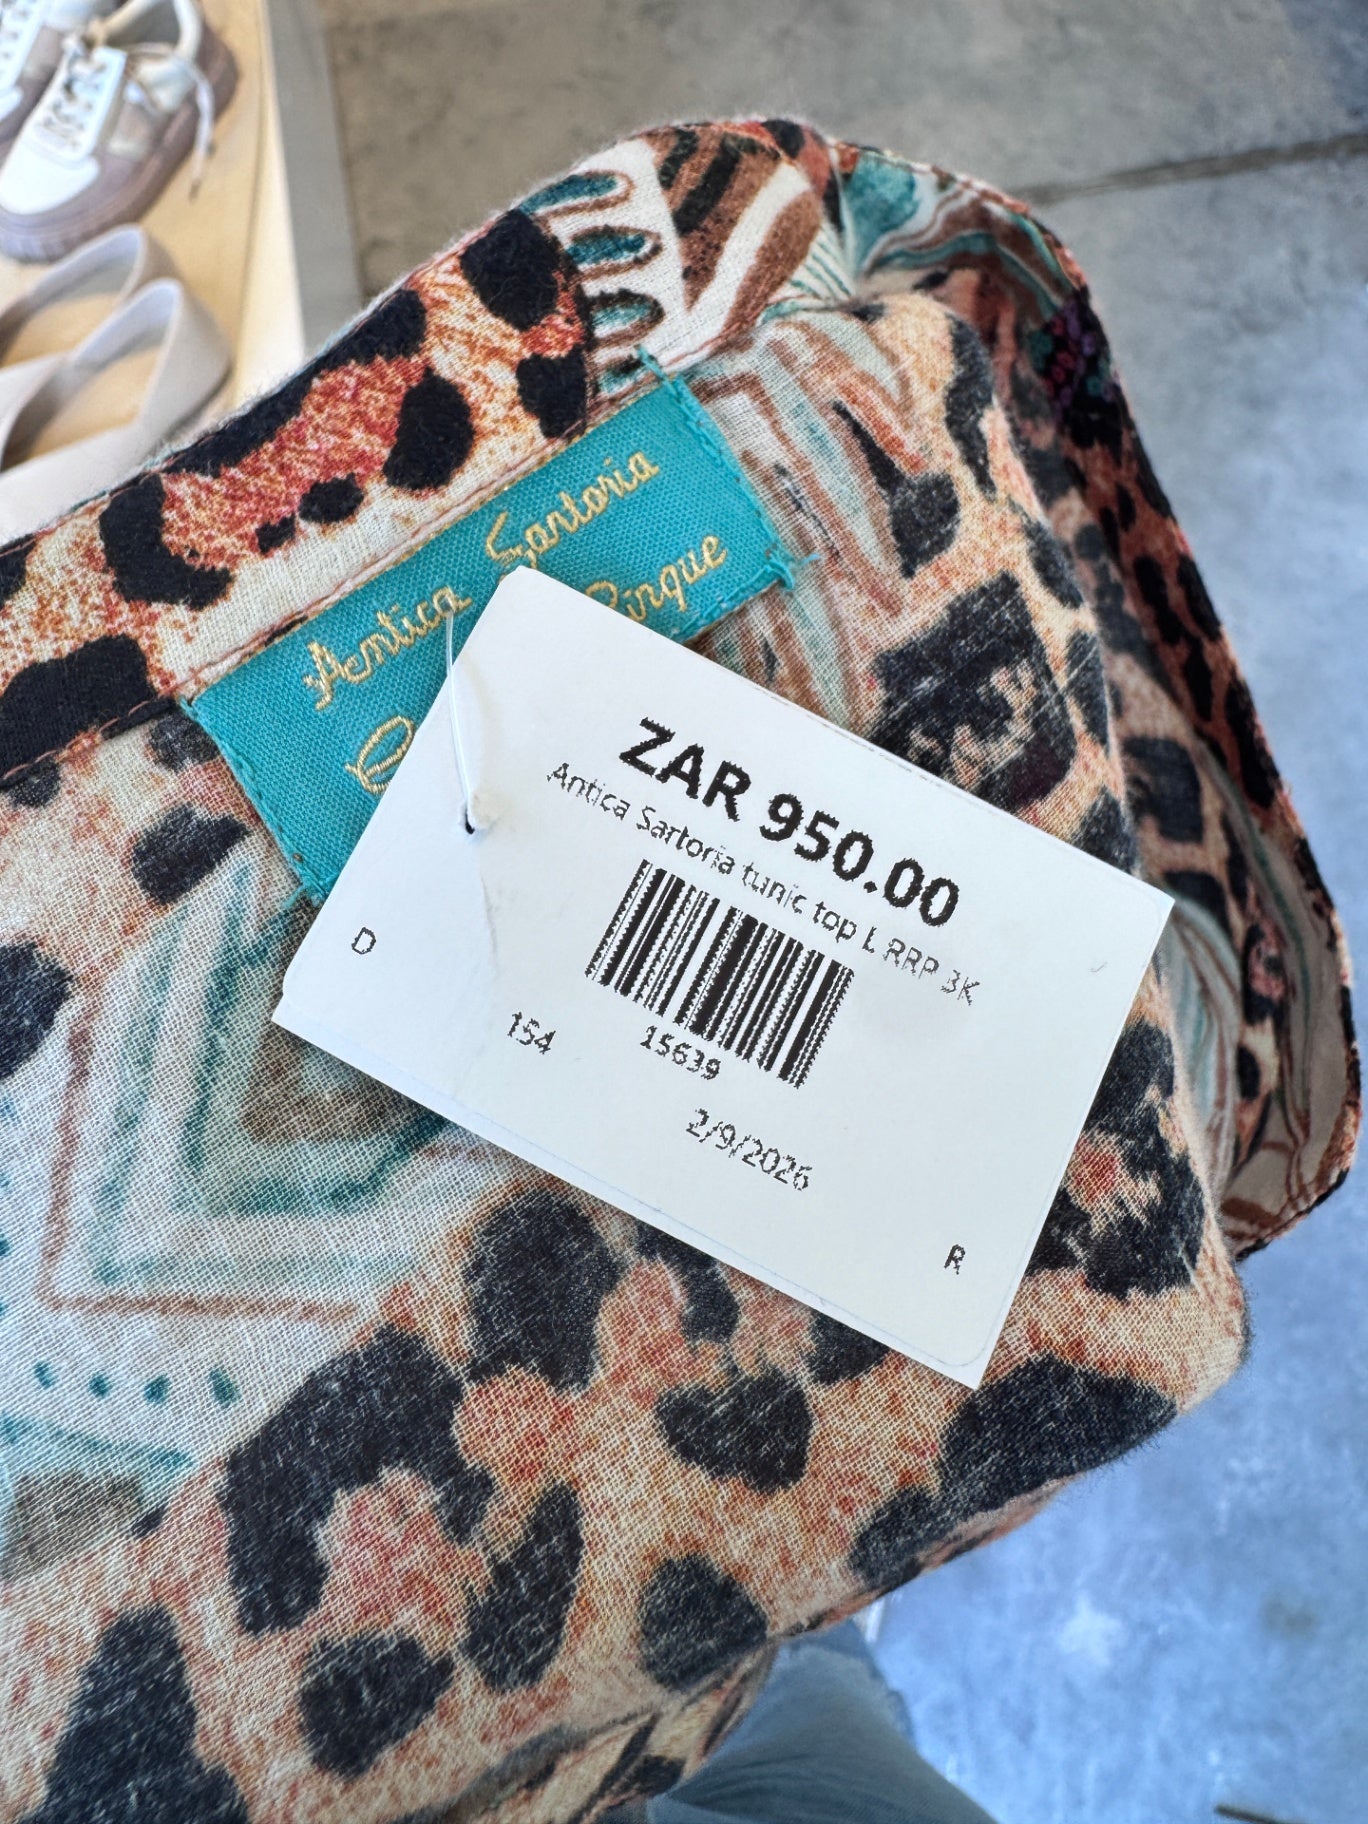 Antica Sartoria
ZAR 950.00
Antica Sartoria tunic top L RRP 3K
D
154
15639
2/9/2026
R